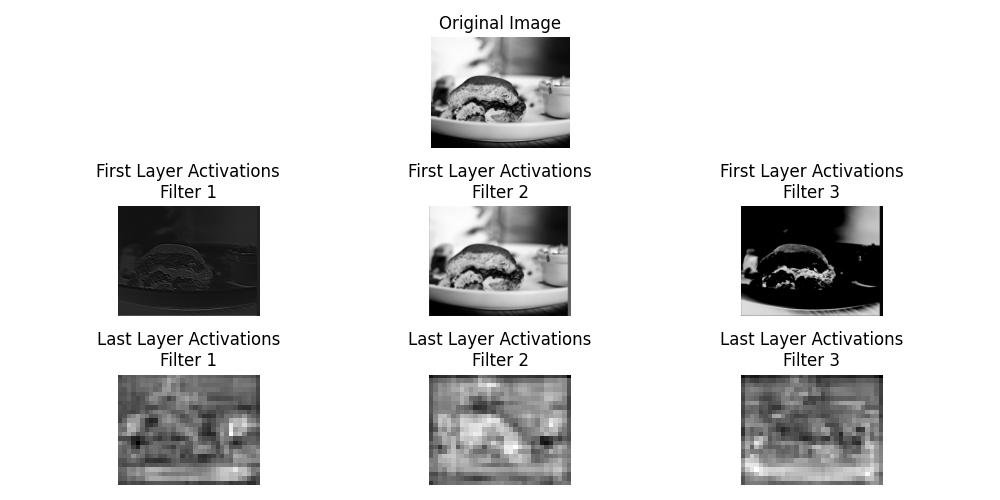 Original Image
First Layer Activations
Filter 1
First Layer Activations
Filter 2
First Layer Activations
Filter 3
Last Layer Activations
Filter 1
Last Layer Activations
Filter 2
Last Layer Activations
Filter 3